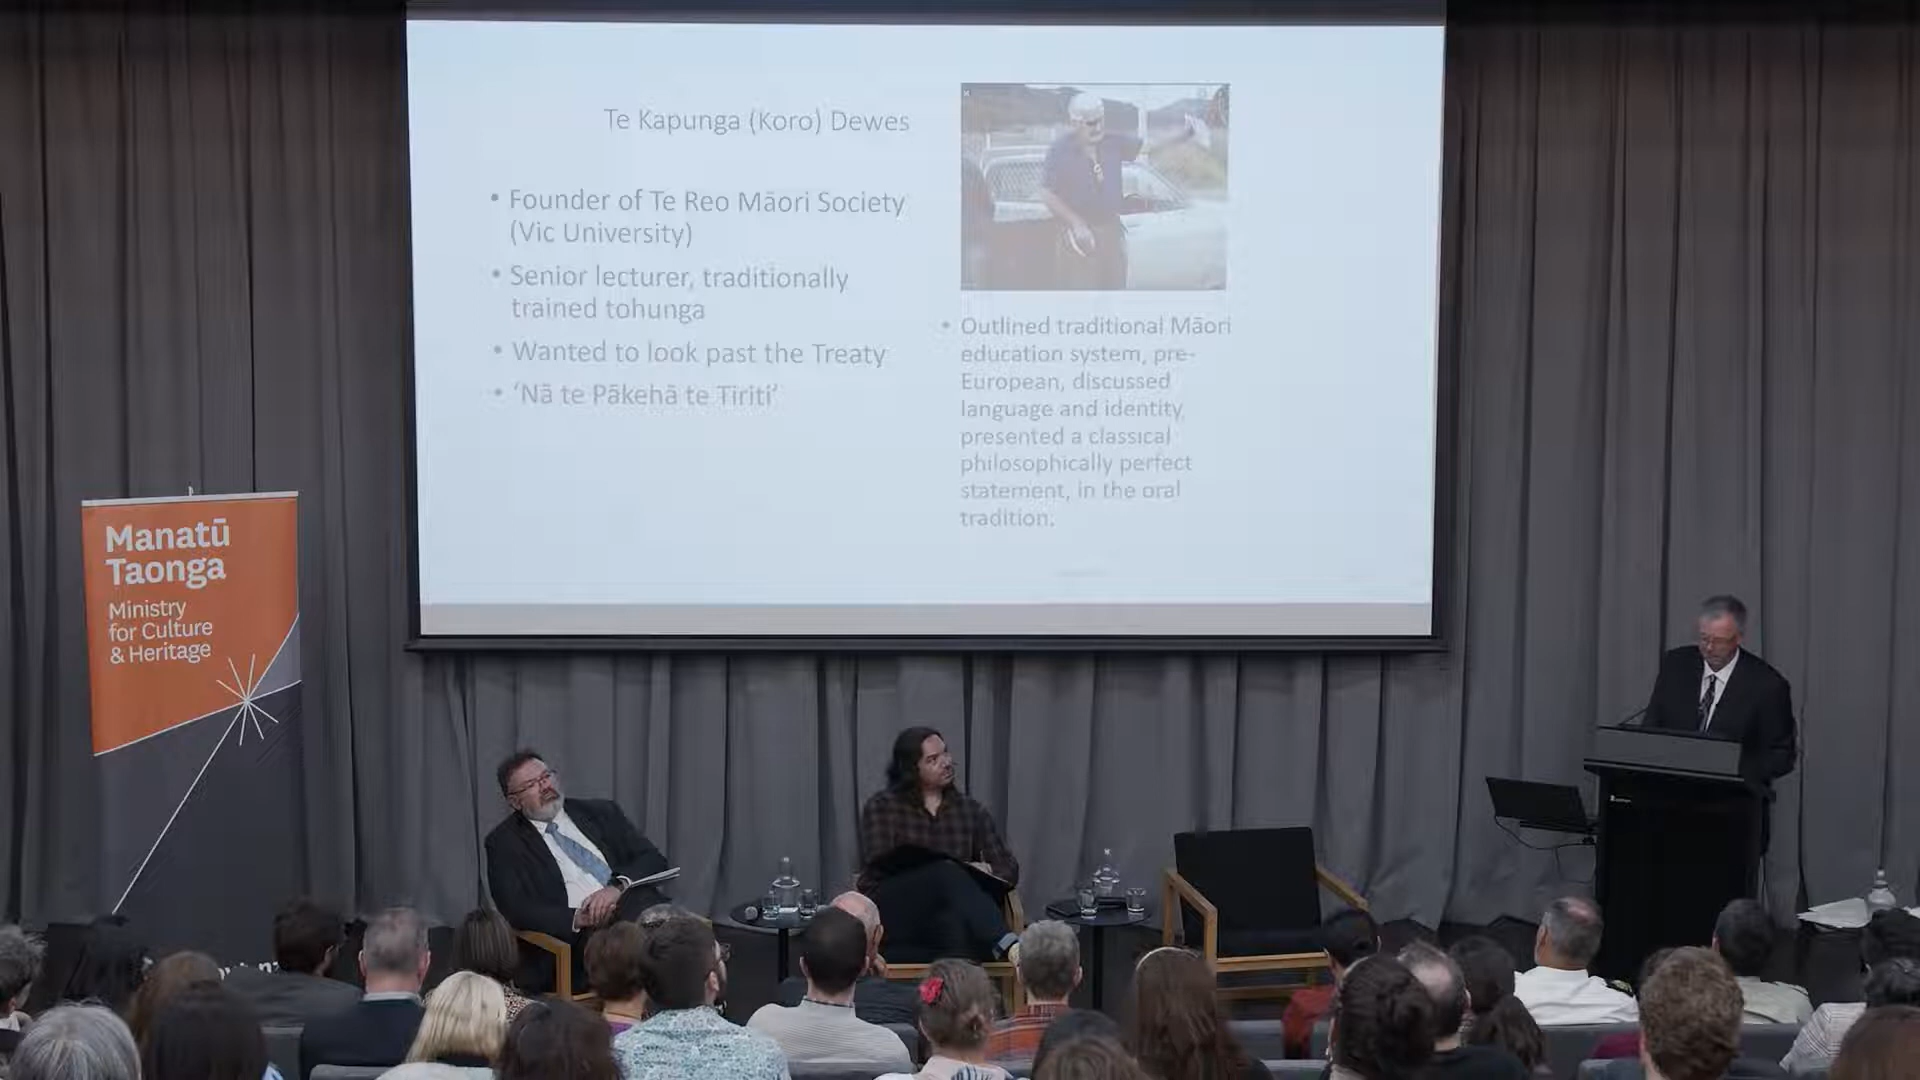 Te Kapunga (Koro) Dewes
• Founder of Te Reo Māori Society
(Vic University)
• Senior lecturer, traditionally
trained tohunga
• Wanted to look past the Treaty
• ‘Nā te Pākehā te Tiriti’
• Outlined traditional Māori
education system, pre-
European, discussed
language and identity,
presented a classical
philosophically perfect
statement, in the oral
tradition.
Manatū
Taonga
Ministry
for Culture
& Heritage